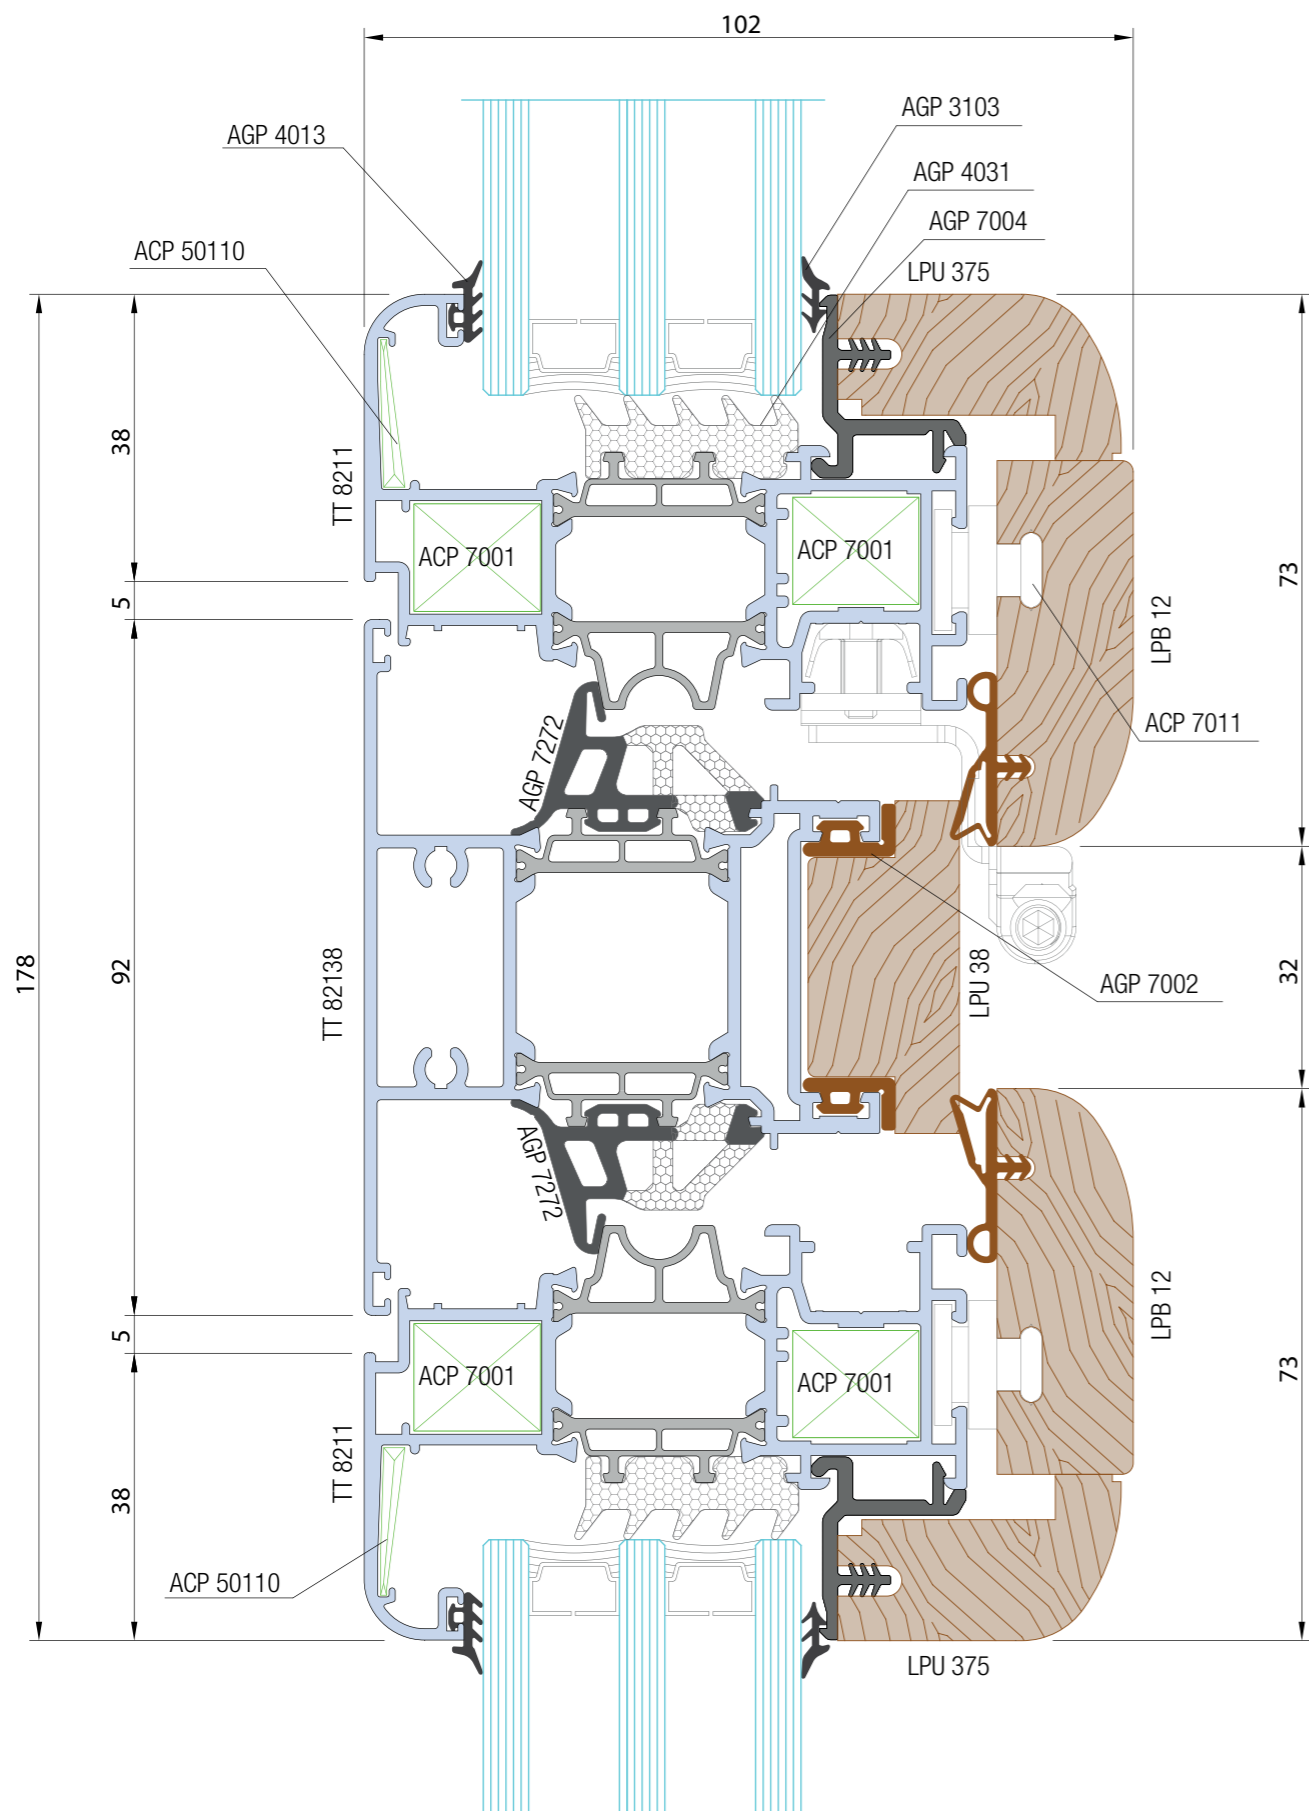 102
AGP 3103
AGP 4013
AGP 4031
AGP 7004
ACP 50110
LPU 375
38
TT 8211
ACP 7001
ACP 7001
73
5
LPB 12
ACP 7011
AGP 7272
178
92
TT 82138
LPU 38
AGP 7002
32
AGP 7272
LPB 12
5
ACP 7001
ACP 7001
73
TT 8211
38
ACP 50110
LPU 375